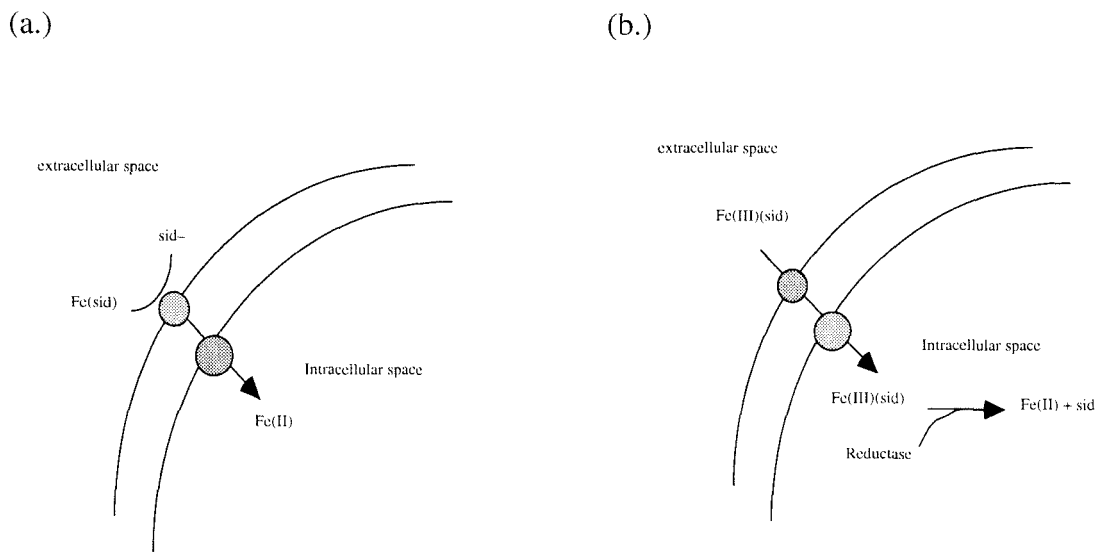 (a.)
extracellular space
sid–
Fe(sid)
Intracellular space
Fe(II)
(b.)
extracellular space
Fe(III)(sid)
Intracellular space
Fe(III)(sid)
Fe(II) + sid
Reductase